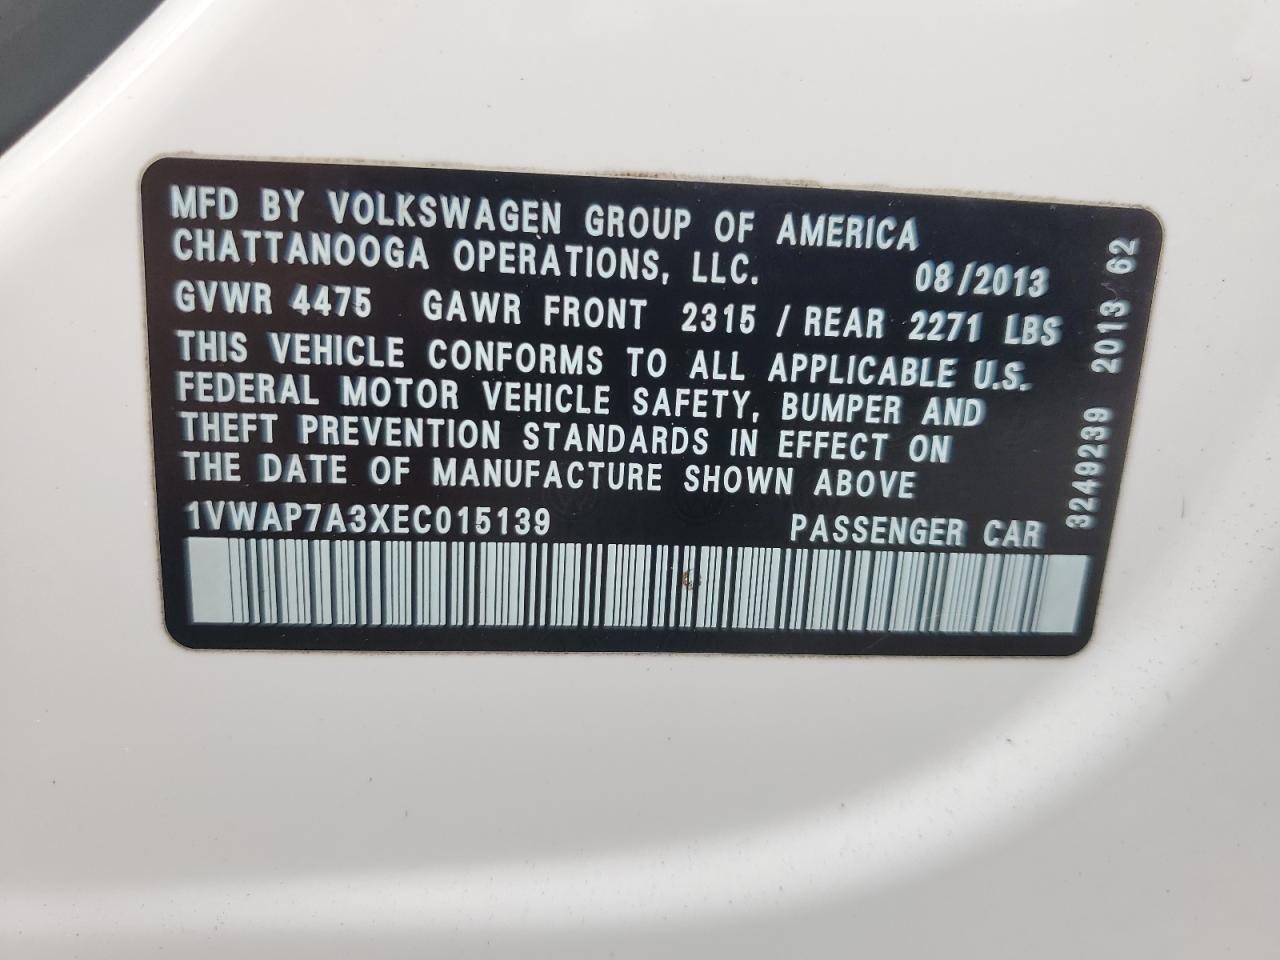 MFD BY VOLKSWAGEN GROUP OF AMERICA
CHATTANOOGA OPERATIONS, LLC.
08/2013
GVWR 4475 GAWR FRONT 2315 / REAR 2271 LBS
THIS VEHICLE CONFORMS TO ALL APPLICABLE U.S.
FEDERAL MOTOR VEHICLE SAFETY, BUMPER AND
THEFT PREVENTION STANDARDS IN EFFECT ON
THE DATE OF MANUFACTURE SHOWN ABOVE
1VWAP7A3XEC015139 PASSENGER CAR
3249239 2013 62